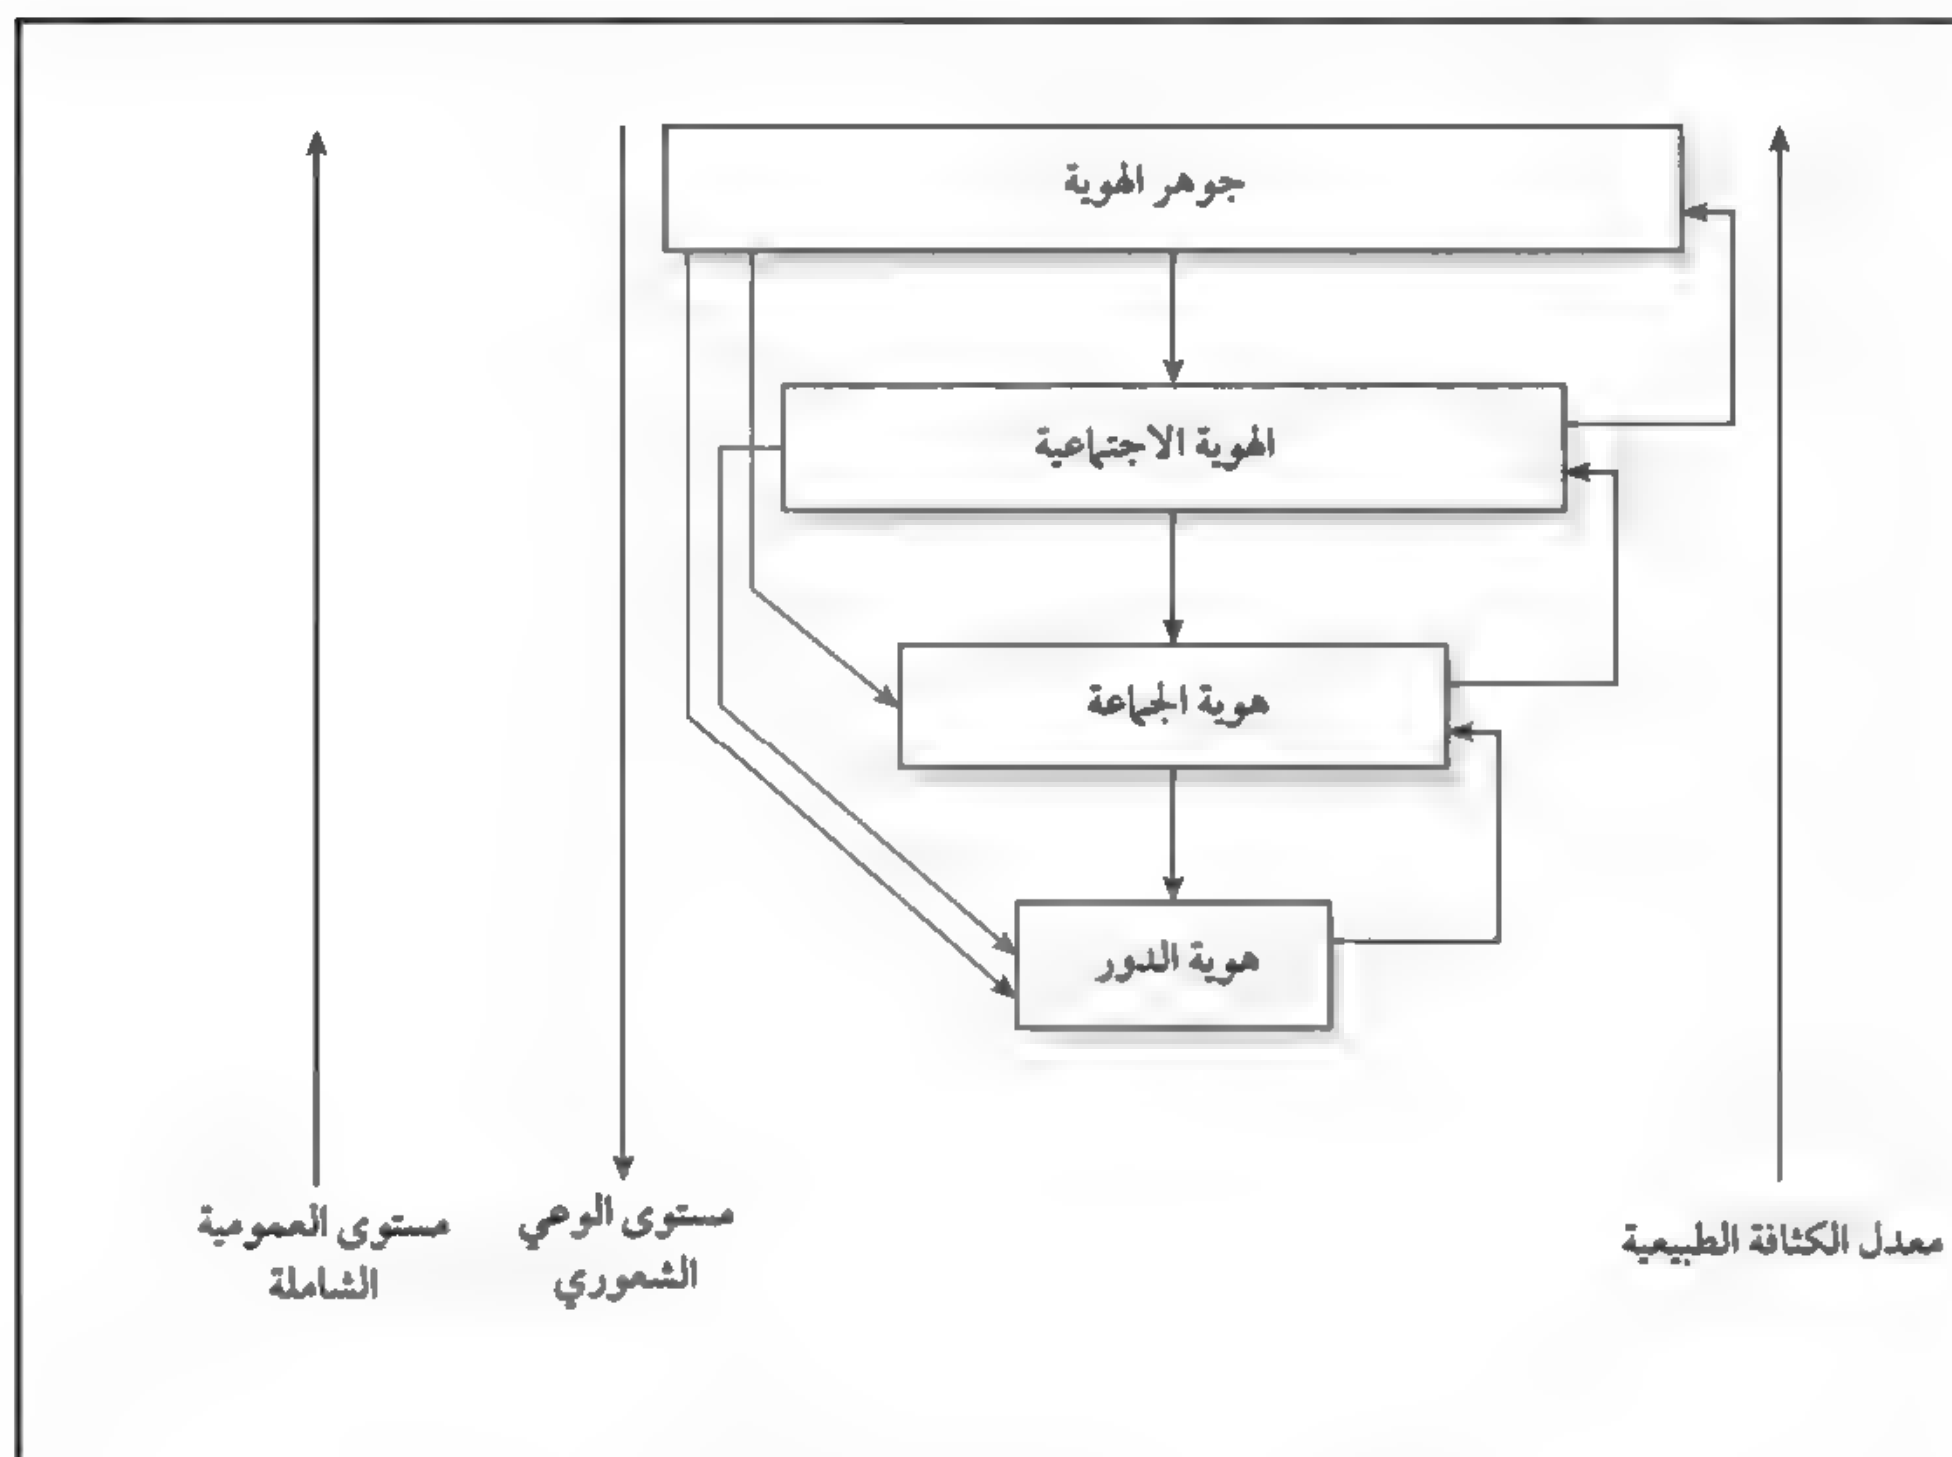 جوهر الهوية
الهوية الاجتماعية
هوية الجماعة
هوية الدور
معدل الكثافة الطبيعية
مستوى الوعي
الشعوري
مستوى العمومية
الشاملة